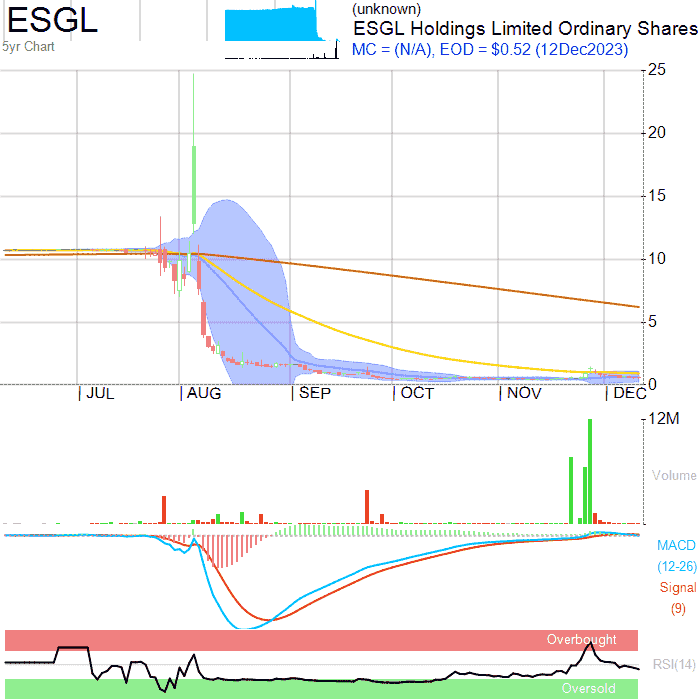 ESGL
5yr Chart
(unknown)
ESGL Holdings Limited Ordinary Shares
MC = (N/A), EOD = $0.52 (12Dec2023)
25
20
15
10
5
0
JUL
AUG
SEP
OCT
NOV
DEC
12M
Volume
MACD
(12-26)
Signal
(9)
Overbought
RSI(14)
Oversold